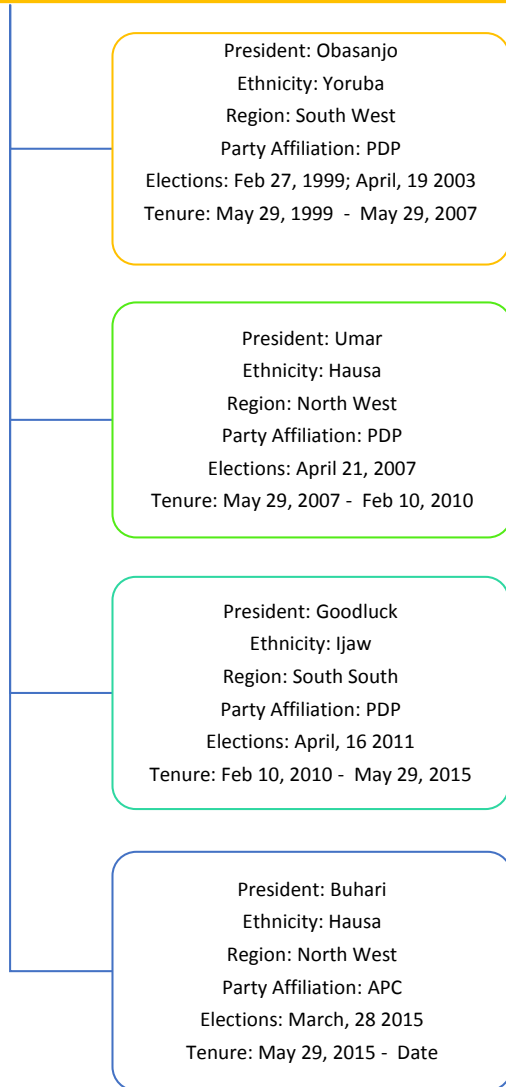 President: Obasanjo
Ethnicity: Yoruba
Region: South West
Party Affiliation: PDP
Elections: Feb 27, 1999; April, 19 2003
Tenure: May 29, 1999 - May 29, 2007
President: Umar
Ethnicity: Hausa
Region: North West
Party Affiliation: PDP
Elections: April 21, 2007
Tenure: May 29, 2007 - Feb 10, 2010
President: Goodluck
Ethnicity: Ijaw
Region: South South
Party Affiliation: PDP
Elections: April, 16 2011
Tenure: Feb 10, 2010 - May 29, 2015
President: Buhari
Ethnicity: Hausa
Region: North West
Party Affiliation: APC
Elections: March, 28 2015
Tenure: May 29, 2015 - Date